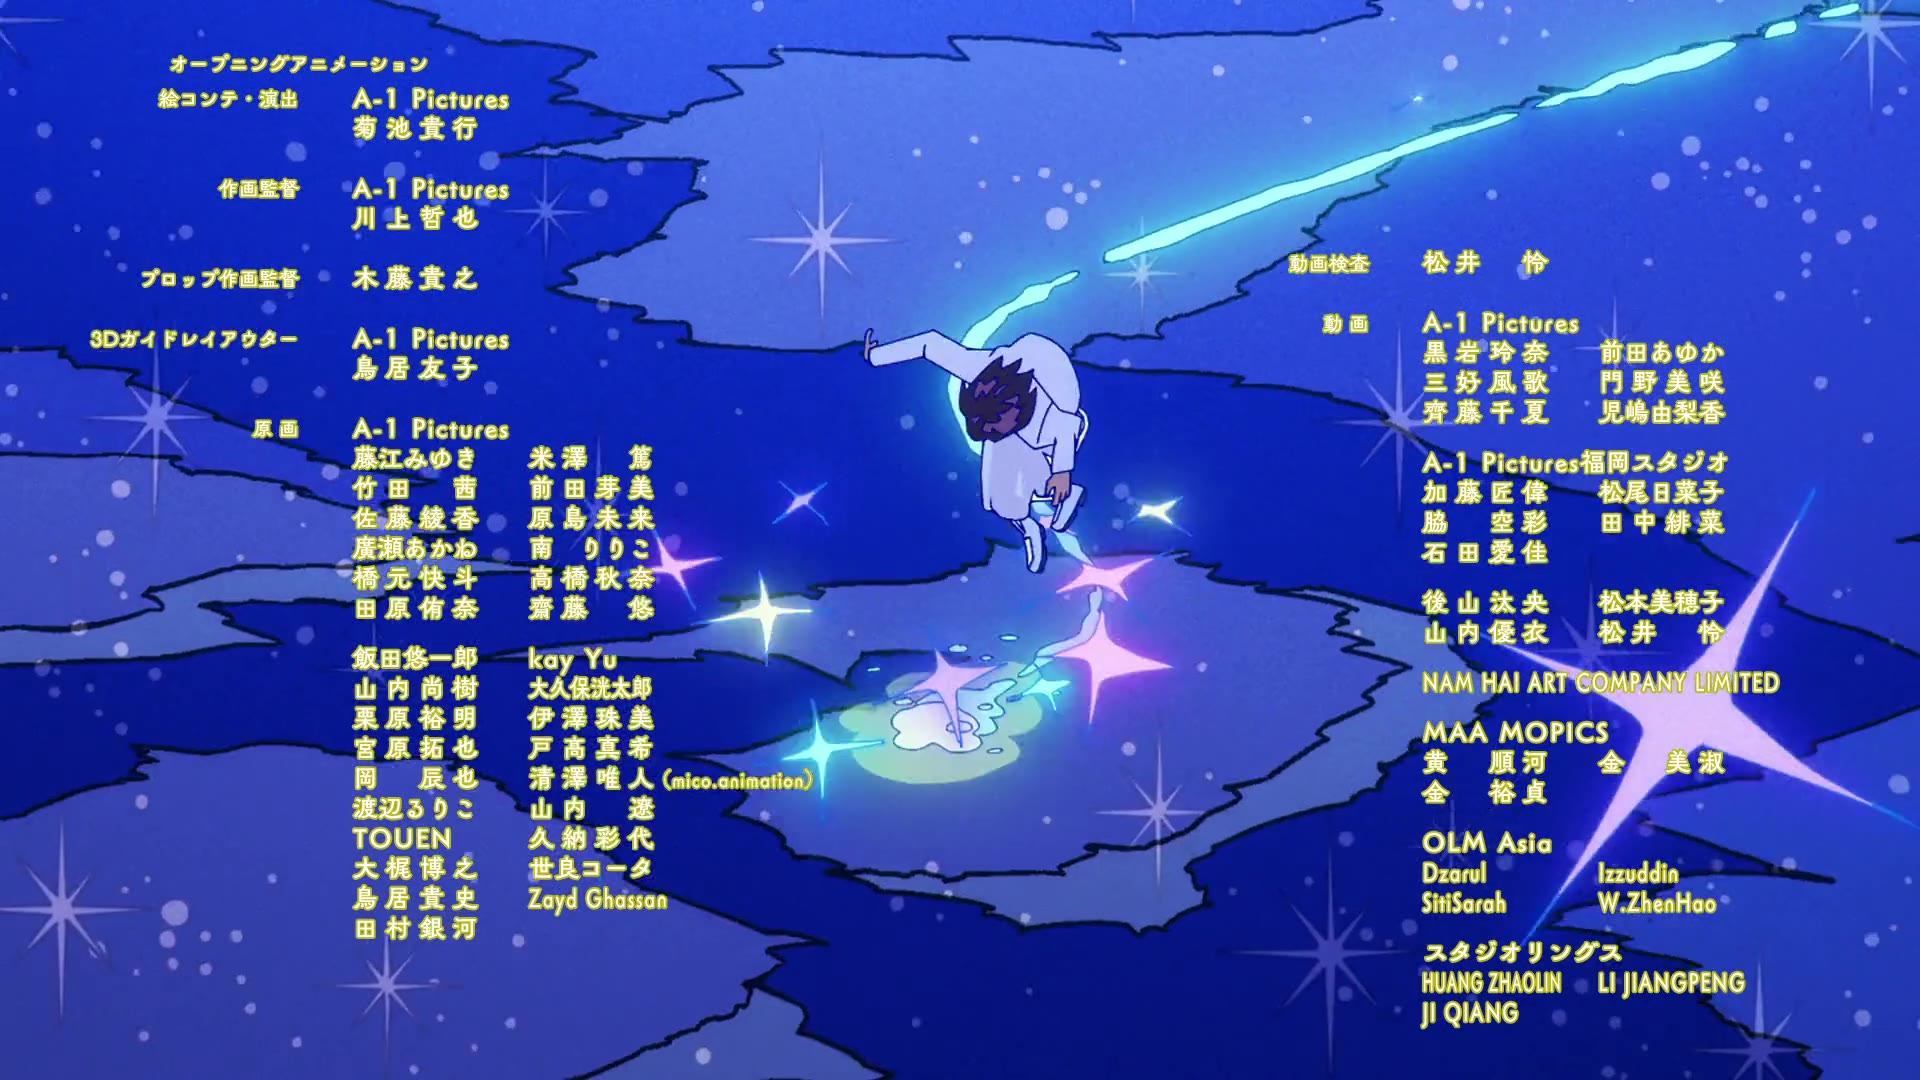 オープニングアニメーション
絵コンテ・演出 A-1 Pictures
菊池貴行
作画監督 A-1 Pictures
川上哲也
プロップ作画監督 木藤貴之
3Dガイドレイアウター A-1 Pictures
鳥居友子
原画 A-1 Pictures
藤江みゆき 米澤 篤
竹田 茜 前田芽美
佐藤綾香 原島未来
廣瀬あかね 南 りりこ
橋元快斗 高橋秋奈
田原侑奈 齋藤 悠
飯田悠一郎 kay Yu
山内尚樹 大久保洸太郎
栗原裕明 伊澤珠美
宮原拓也 戸髙真希
岡 辰也 清澤唯人(mico.animation)
渡辺るりこ 山内 遼
TOUEN 久納彩代
大梶博之 世良コータ
鳥居貴史 Zayd Ghassan
田村銀河
動画検査 松井 怜
動画 A-1 Pictures
黒岩玲奈 前田あゆか
三好風歌 門野美咲
齊藤千夏 児嶋由梨香
A-1 Pictures福岡スタジオ
加藤匠偉 松尾日菜子
脇 空彩 田中緋菜
石田愛佳
後山汰央 松本美穂子
山内優衣 松井 怜
NAM HAI ART COMPANY LIMITED
MAA MOPICS
黄 順河 金 美淑
金 裕貞
OLM Asia
Dzarul Izzuddin
SitiSarah W.ZhenHao
スタジオリングス
HUANG ZHAOLIN LI JIANGPENG
JI QIANG